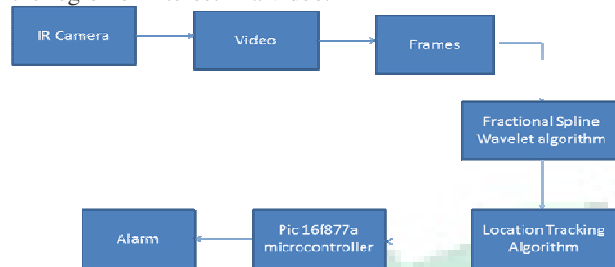 IR Camera
Video
Frames
Fractional Spline
Wavelet algorithm
Location Tracking
Algorithm
Pic 16f877a
microcontroller
Alarm